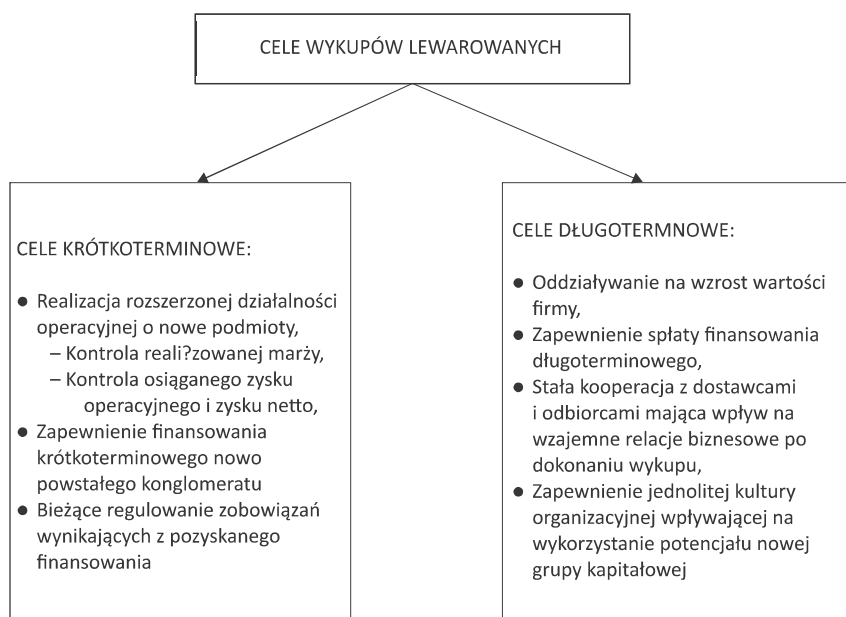 CELE WYKUPÓW LEWAROWANYCH
CELE KRÓTKOTERMINOWE:
● Realizacja rozszerzonej działalności
operacyjnej o nowe podmioty,
– Kontrola reali?zowanej marży,
– Kontrola osiąganego zysku
operacyjnego i zysku netto,
● Zapewnienie finansowania
krótkoterminowego nowo
powstałego konglomeratu
● Bieżące regulowanie zobowiązań
wynikających z pozyskanego
finansowania
CELE DŁUGOTERMNOWE:
● Oddziaływanie na wzrost wartości
firmy,
● Zapewnienie spłaty finansowania
długoterminowego,
● Stała kooperacja z dostawcami
i odbiorcami mająca wpływ na
wzajemne relacje biznesowe po
dokonaniu wykupu,
● Zapewnienie jednolitej kultury
organizacyjnej wpływającej na
wykorzystanie potencjału nowej
grupy kapitałowej